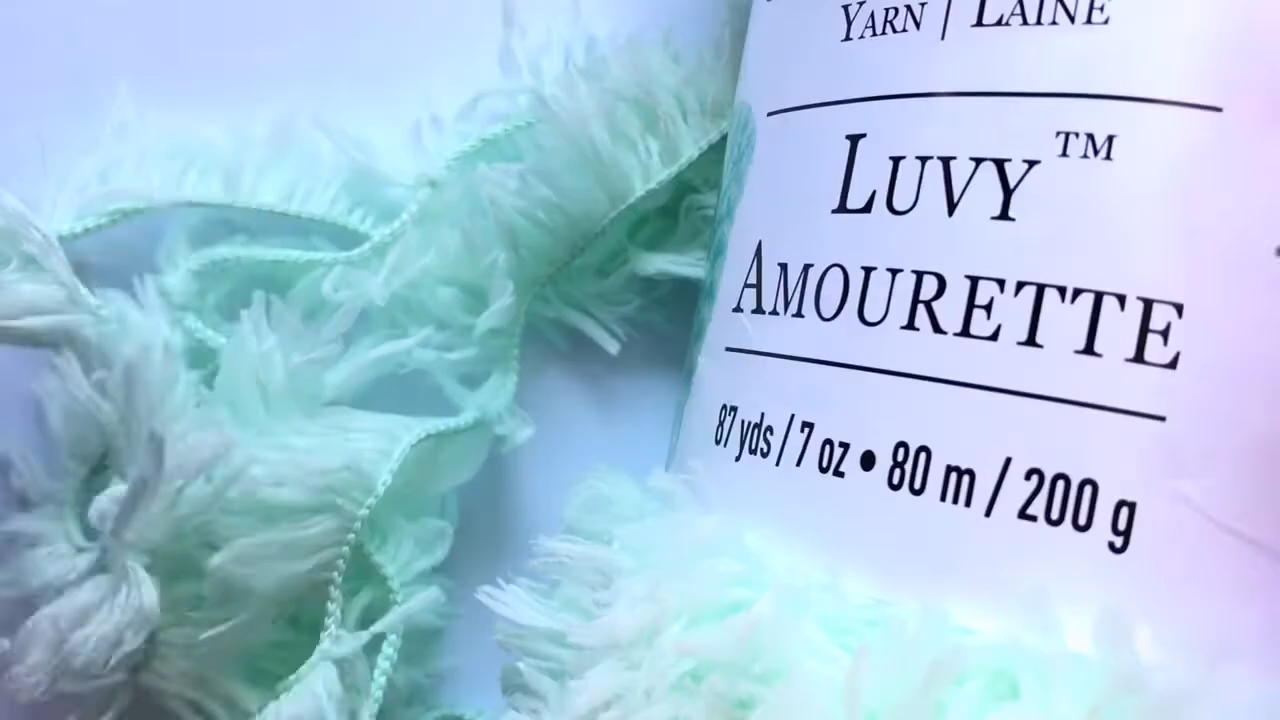 YARN | LAINE
LUVY™
AMOURETTE
87 yds / 7 oz • 80 m / 200 g